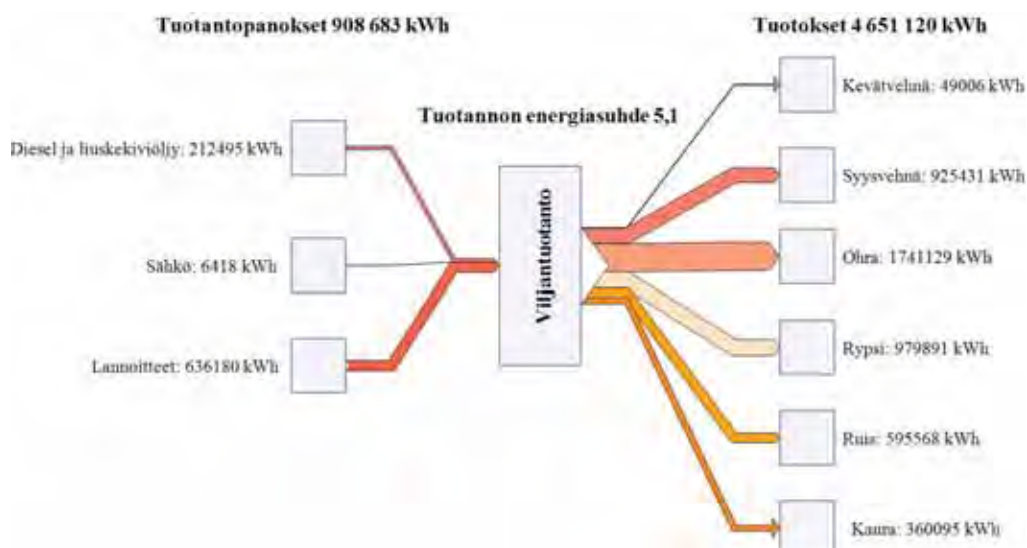 Tuotantopanokset 908 683 kWh
Tuotokset 4 651 120 kWh
Tuotannon energiasuhde 5,1
Diesel ja liuskekiviöljy: 212495 kWh
Sähkö: 6418 kWh
Lannoitteet: 636180 kWh
Viljantuotanto
Kevätvehnä: 49006 kWh
Syysvehnä: 925431 kWh
Ohra: 1741129 kWh
Rypsi: 979891 kWh
Ruis: 595568 kWh
Kaura: 360095 kWh